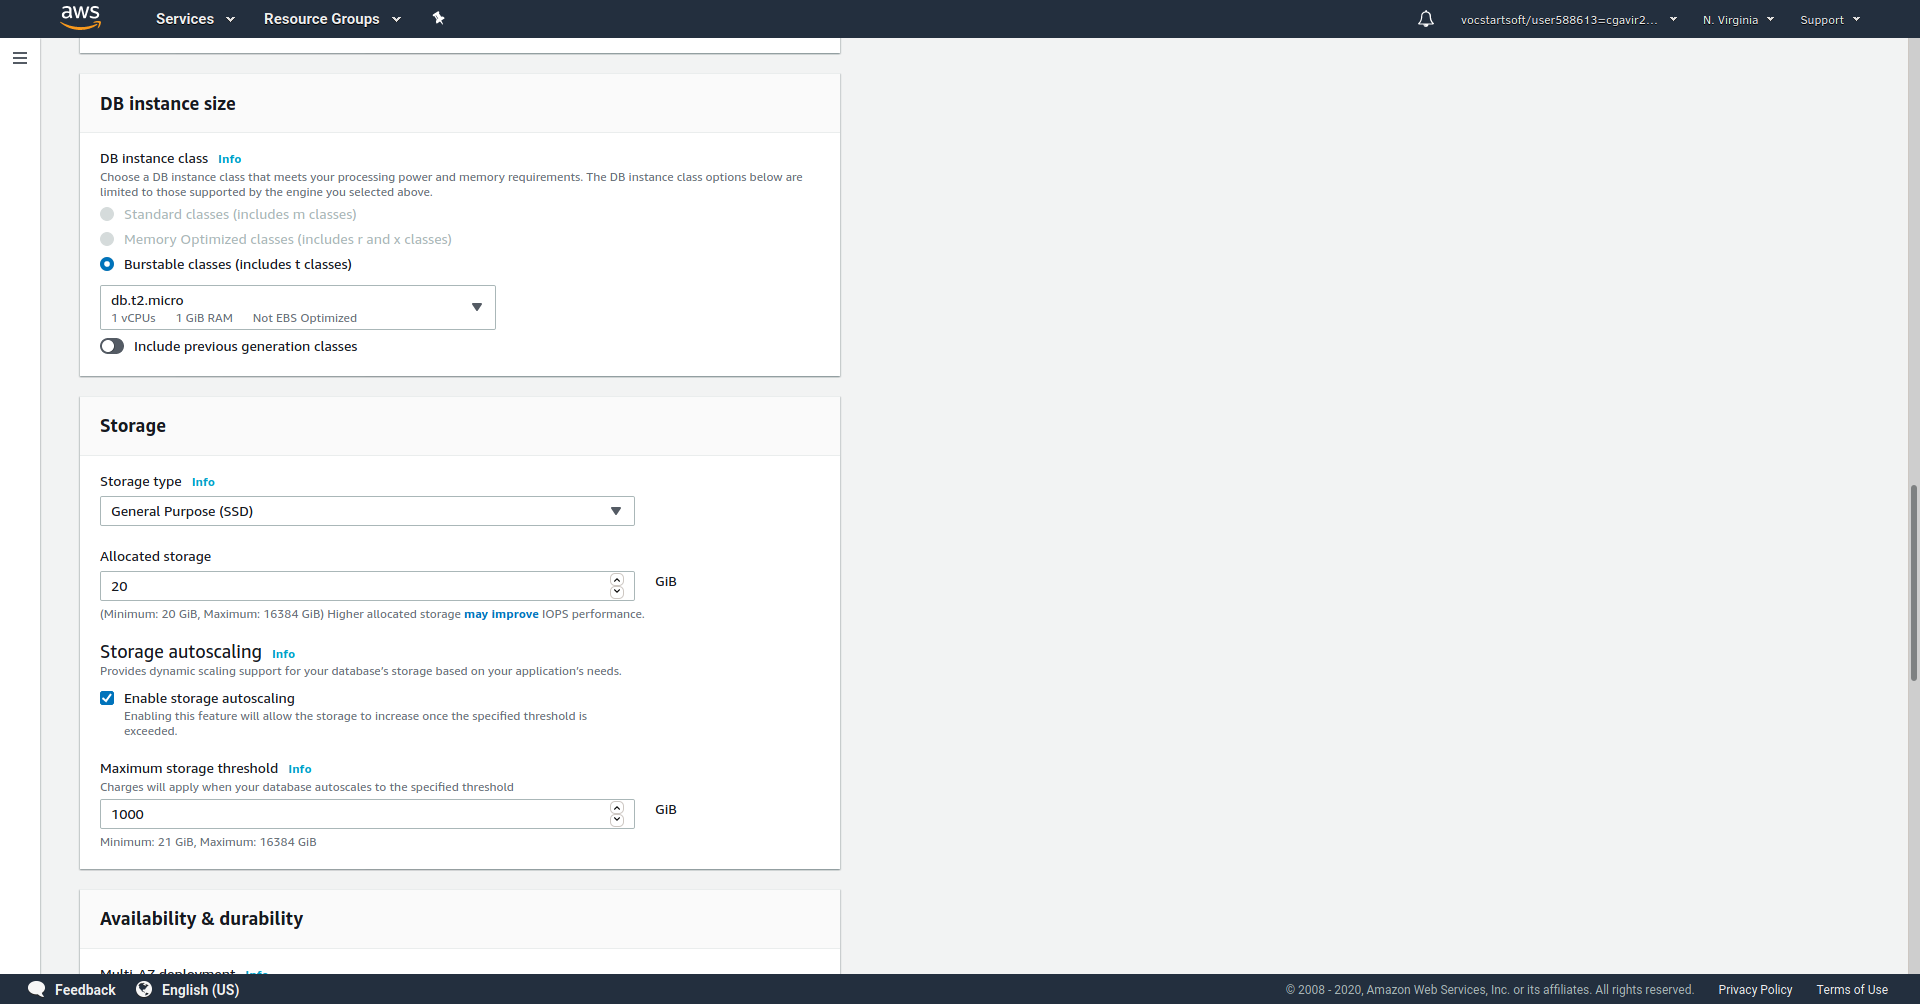 aws Services Resource Groups vocstartsoft/user588613=cgavir2... N. Virginia Support
DB instance size
DB instance class Info
Choose a DB instance class that meets your processing power and memory requirements. The DB instance class options below are
limited to those supported by the engine you selected above.
Standard classes (includes m classes)
Memory Optimized classes (includes r and x classes)
Burstable classes (includes t classes)
db.t2.micro
1 vCPUs 1 GiB RAM Not EBS Optimized
Include previous generation classes
Storage
Storage type Info
General Purpose (SSD)
Allocated storage
20 GiB
(Minimum: 20 GiB, Maximum: 16384 GiB) Higher allocated storage may improve IOPS performance.
Storage autoscaling Info
Provides dynamic scaling support for your database's storage based on your application's needs.
Enable storage autoscaling
Enabling this feature will allow the storage to increase once the specified threshold is
exceeded.
Maximum storage threshold Info
Charges will apply when your database autoscales to the specified threshold
1000 GiB
Minimum: 21 GiB, Maximum: 16384 GiB
Availability & durability
Multi-AZ deployment Info
Feedback English (US) © 2008 - 2020, Amazon Web Services, Inc. or its affiliates. All rights reserved. Privacy Policy Terms of Use